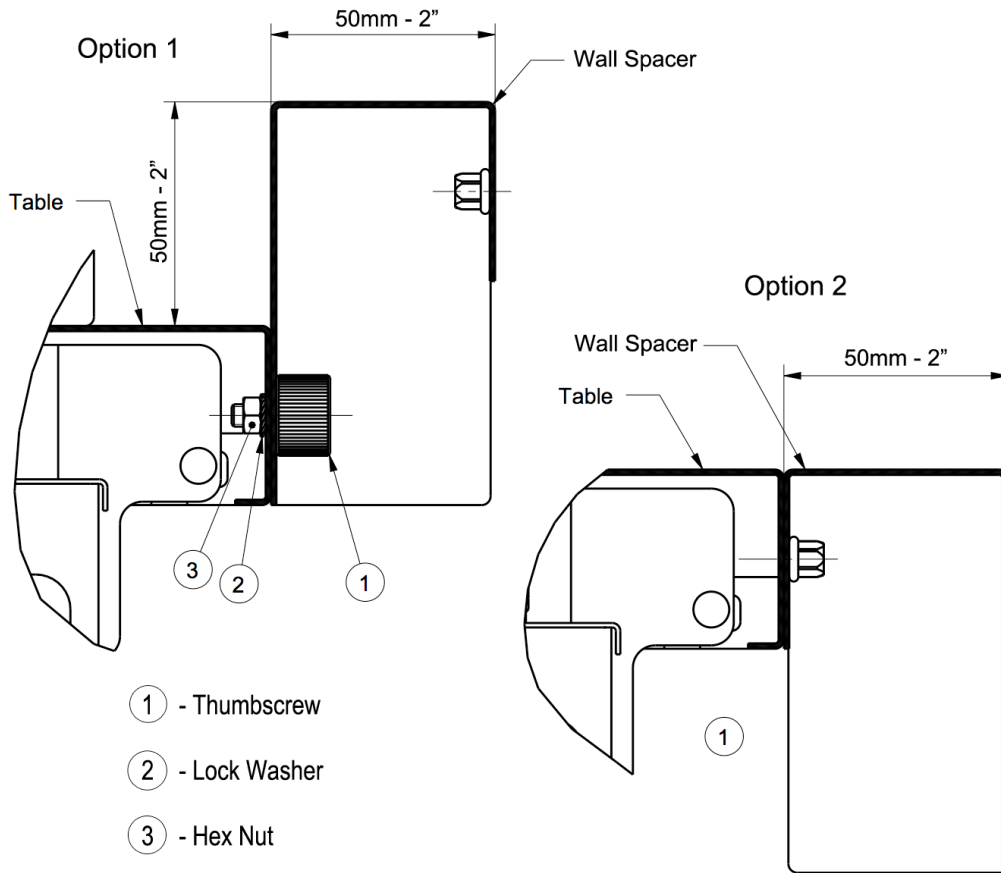 50mm - 2”
Option 1
Wall Spacer
50mm - 2”
Table
Option 2
Wall Spacer
50mm - 2”
Table
3
2
1
1 - Thumbscrew
1
2 - Lock Washer
3 - Hex Nut